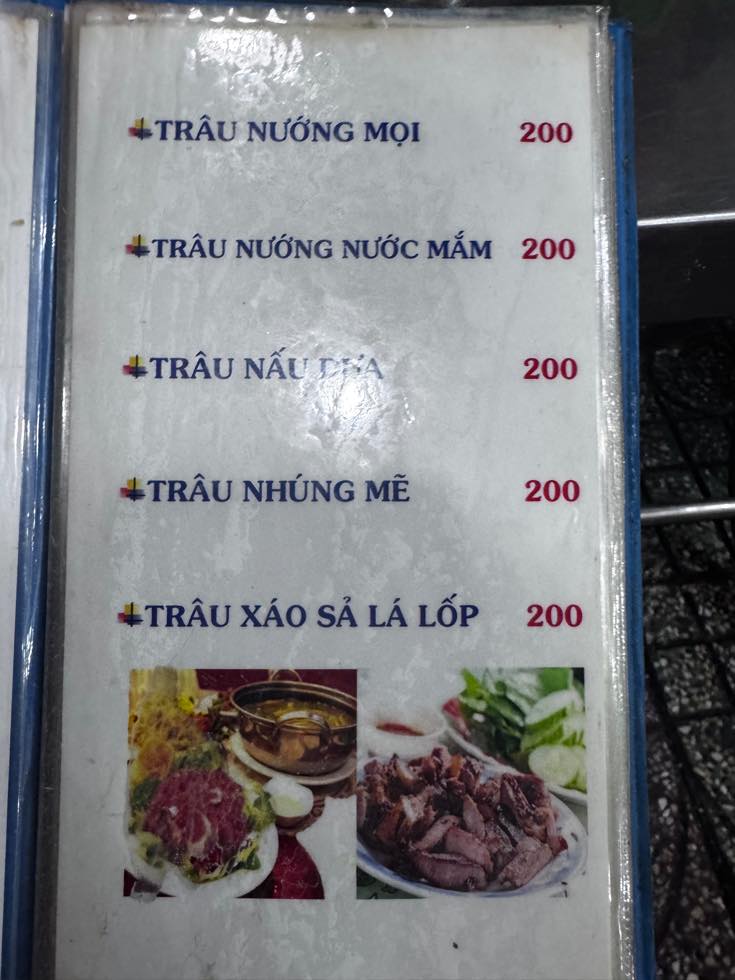 TRÂU NƯỚNG MỌI 200
TRÂU NƯỚNG NƯỚC MẮM 200
TRÂU NẤU 200
TRÂU NHÚNG MẼ 200
TRÂU XÁO SẢ LÁ LỐP 200